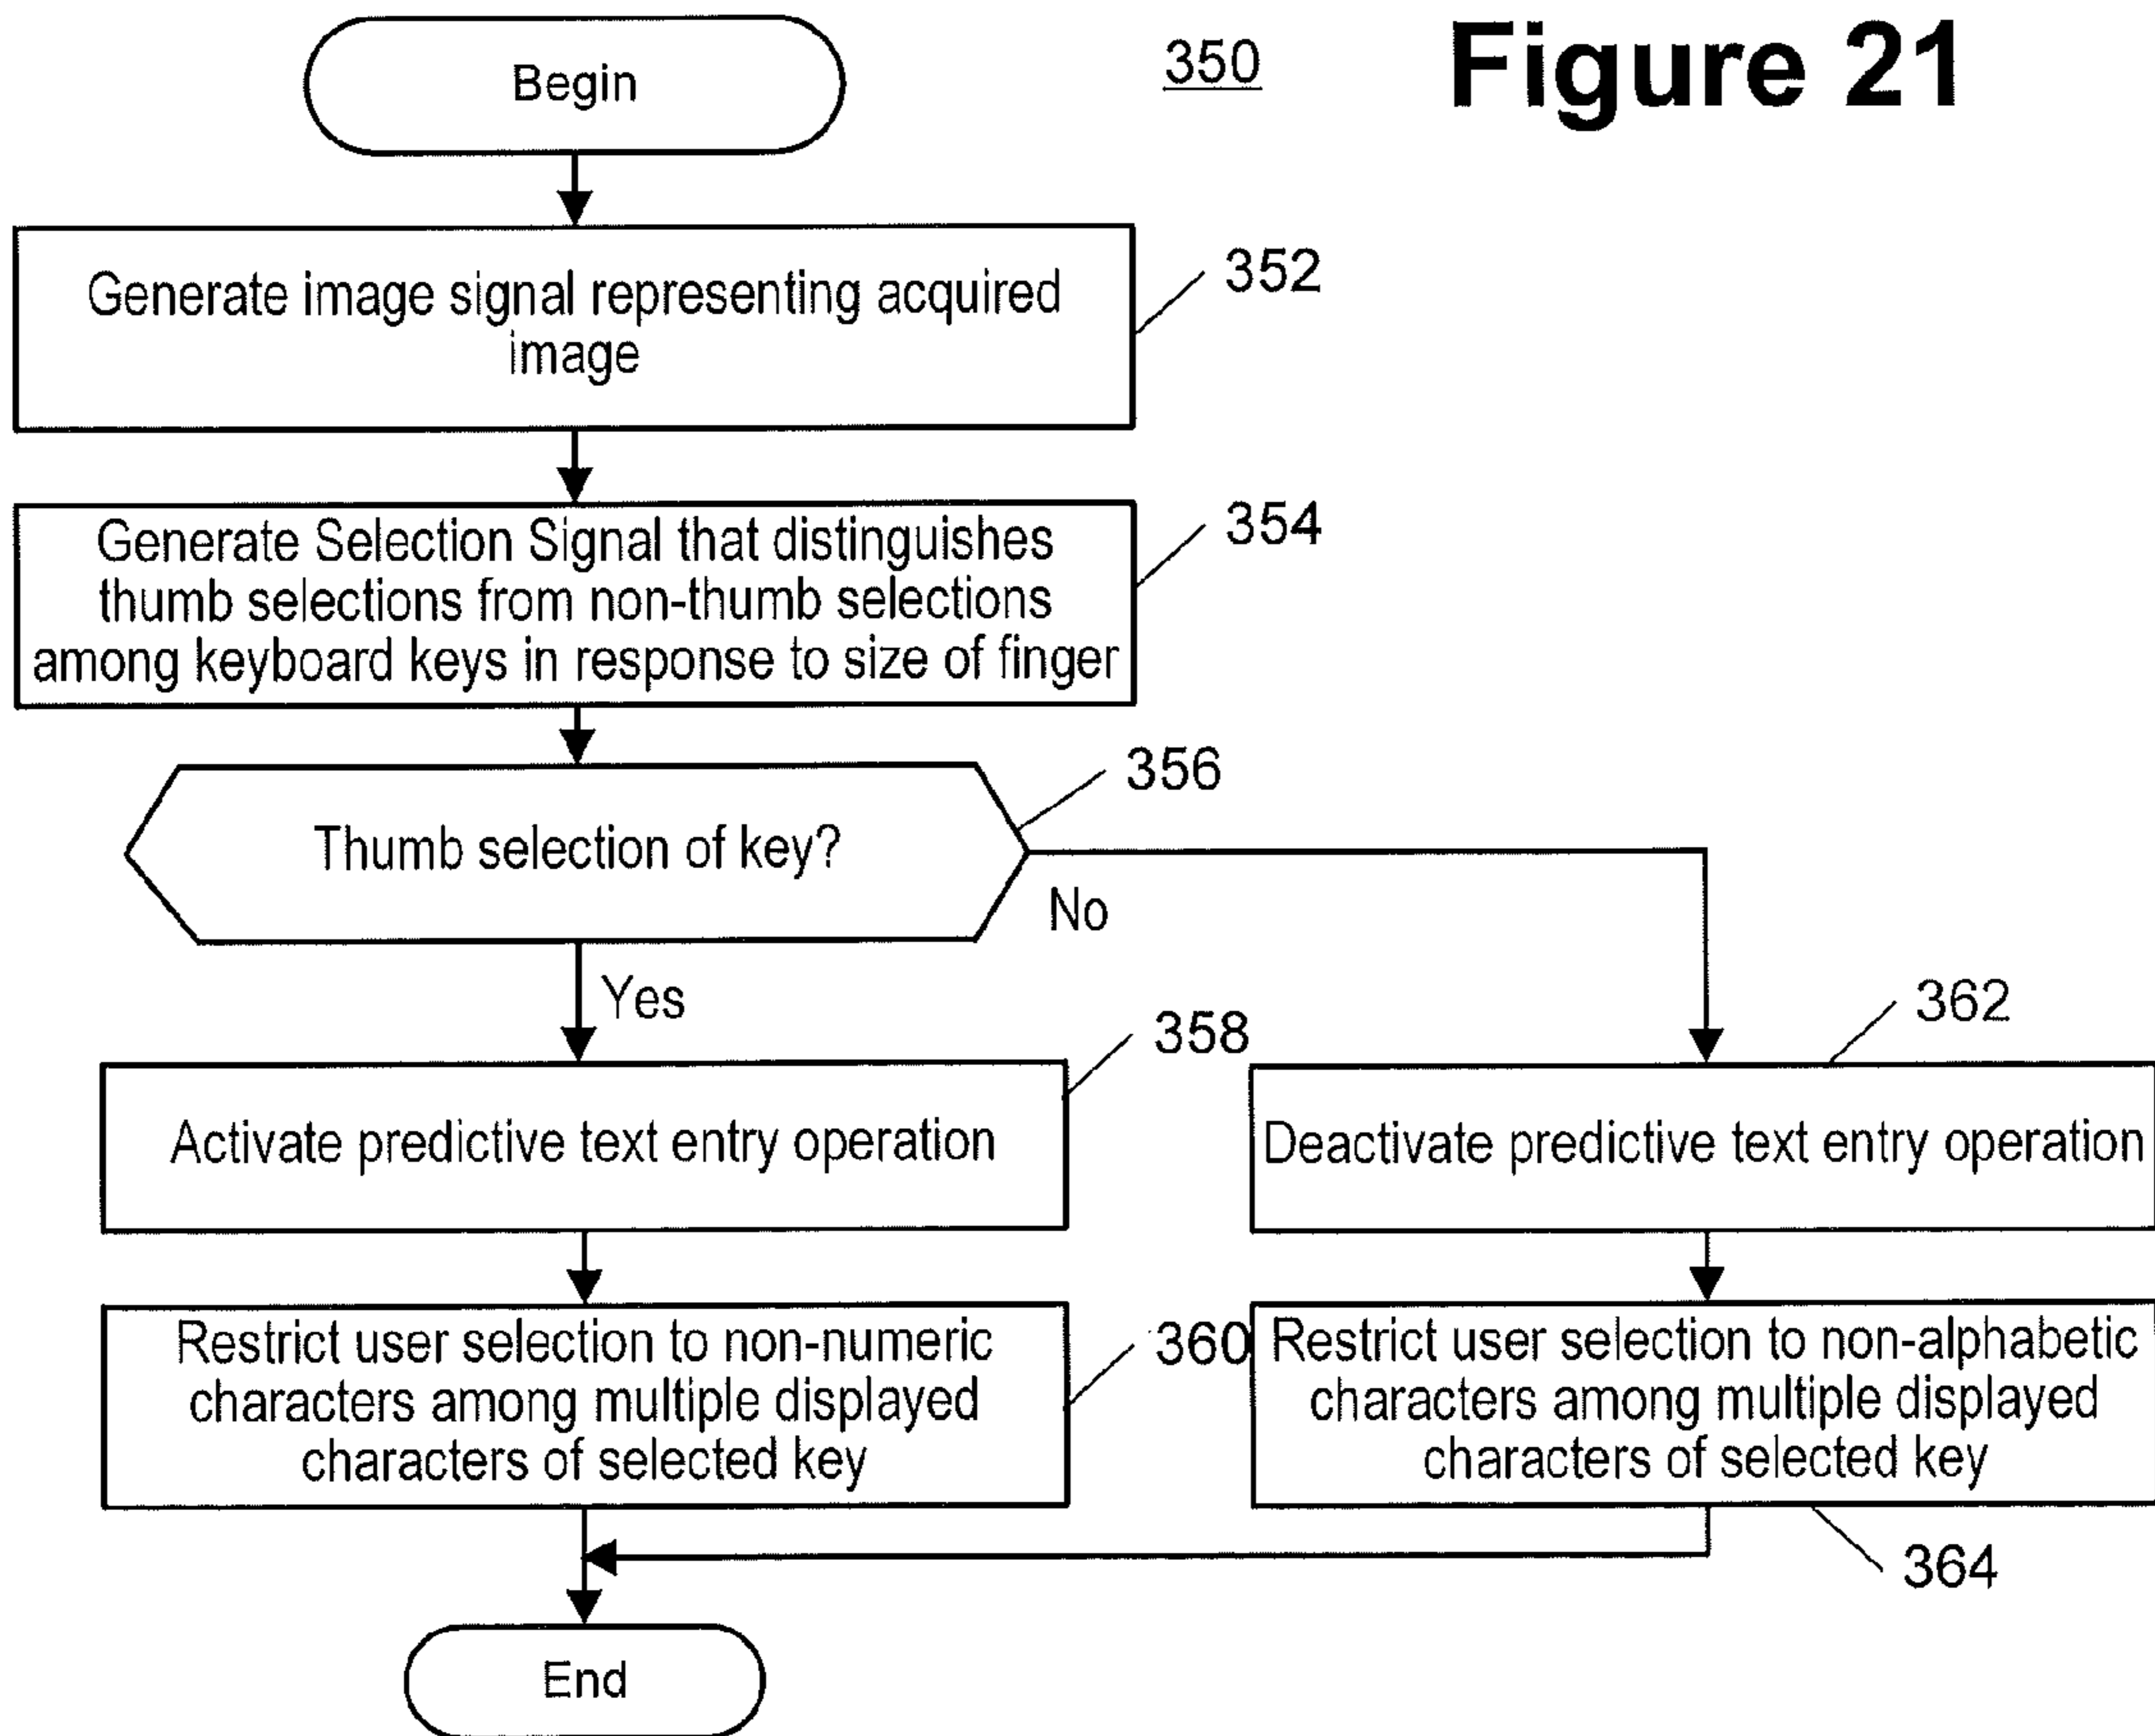 Figure 21
350
Begin
Generate image signal representing acquired
image
352
Generate Selection Signal that distinguishes
thumb selections from non-thumb selections
among keyboard keys in response to size of finger
354
Thumb selection of key?
356
No
Yes
Activate predictive text entry operation
358
Deactivate predictive text entry operation
362
Restrict user selection to non-numeric
characters among multiple displayed
characters of selected key
360
Restrict user selection to non-alphabetic
characters among multiple displayed
characters of selected key
364
End